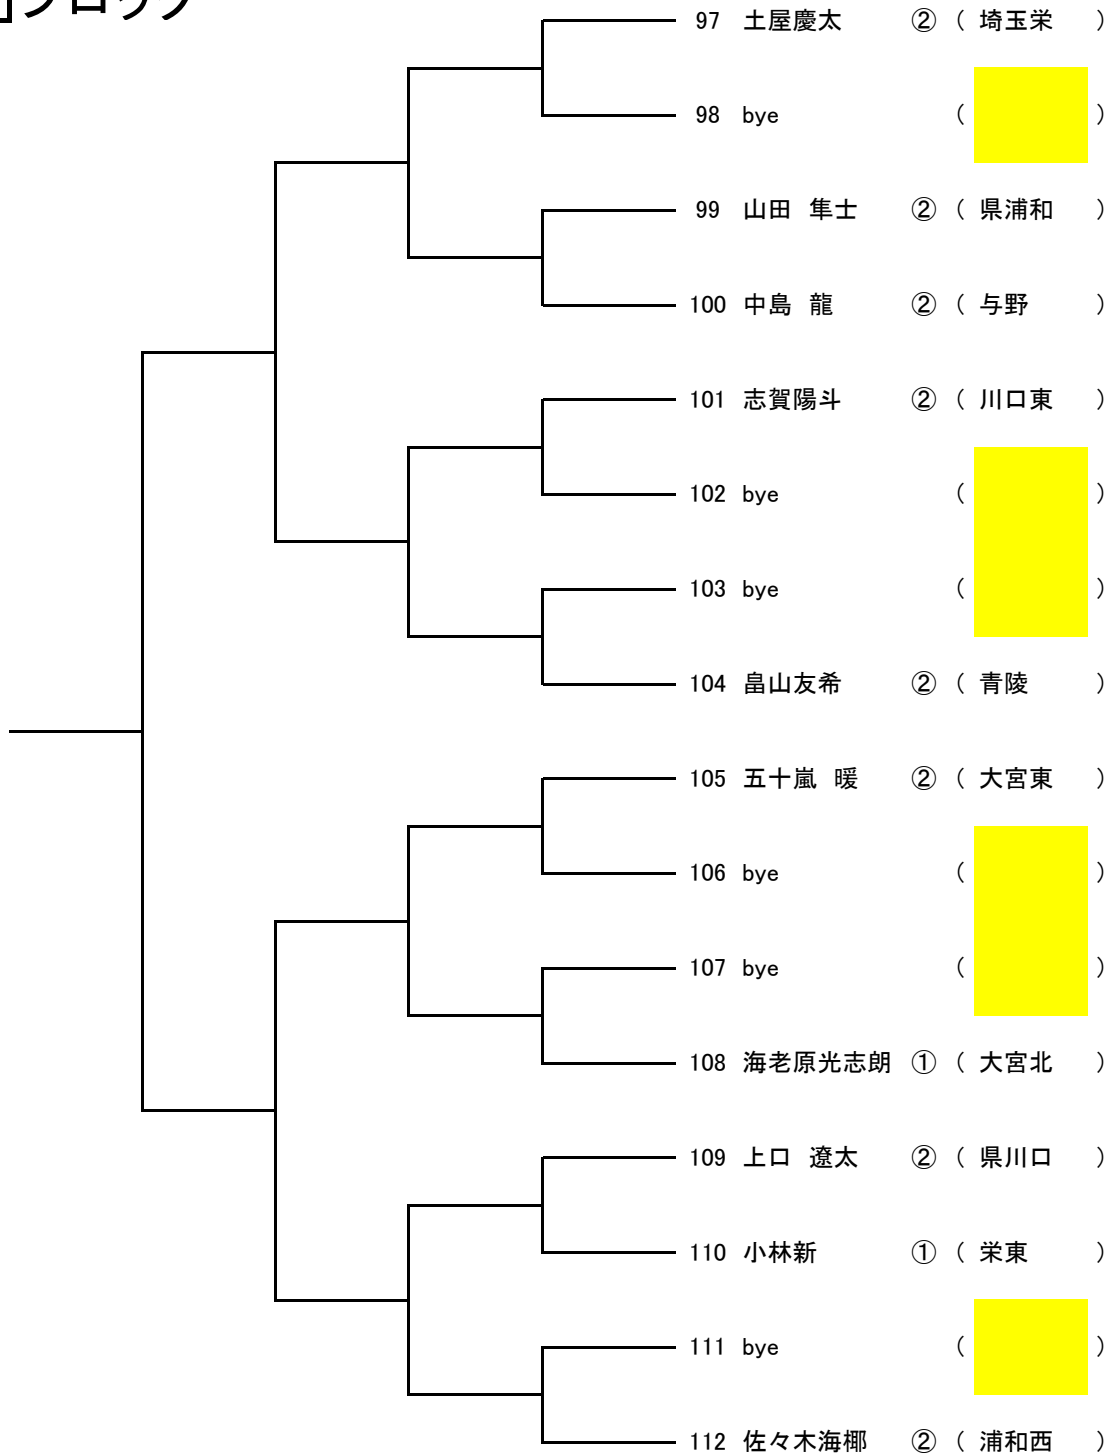 ブロック
97 土屋慶太 ② ( 埼玉栄 )
98 bye ( )
99 山田 隼士 ② ( 県浦和 )
100 中島 龍 ② ( 与野 )
101 志賀陽斗 ② ( 川口東 )
102 bye ( )
103 bye ( )
104 畠山友希 ② ( 青陵 )
105 五十嵐 暖 ② ( 大宮東 )
106 bye ( )
107 bye ( )
108 海老原光志朗 ① ( 大宮北 )
109 上口 遼太 ② ( 県川口 )
110 小林新 ① ( 栄東 )
111 bye ( )
112 佐々木海椰 ② ( 浦和西 )